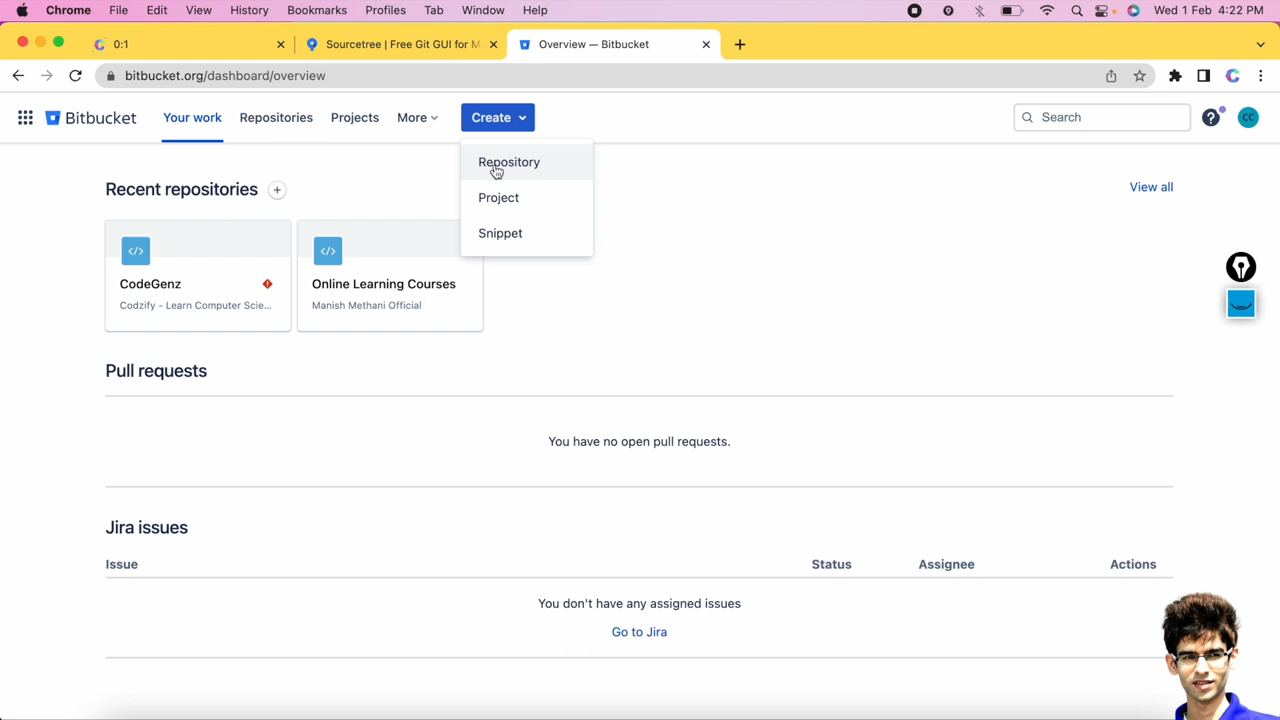 Chrome File Edit View History Bookmarks Profiles Tab Window Help Wed 1 Feb 4:22 PM
0:1 Sourcetree | Free Git GUI for M Overview — Bitbucket
bitbucket.org/dashboard/overview
Bitbucket Your work Repositories Projects More Create Search CC
Repository
Project
Snippet
Recent repositories View all
CodeGenz Online Learning Courses
Codzify - Learn Computer Scie... Manish Methani Official
Pull requests
You have no open pull requests.
Jira issues
Issue Status Assignee Actions
You don't have any assigned issues
Go to Jira